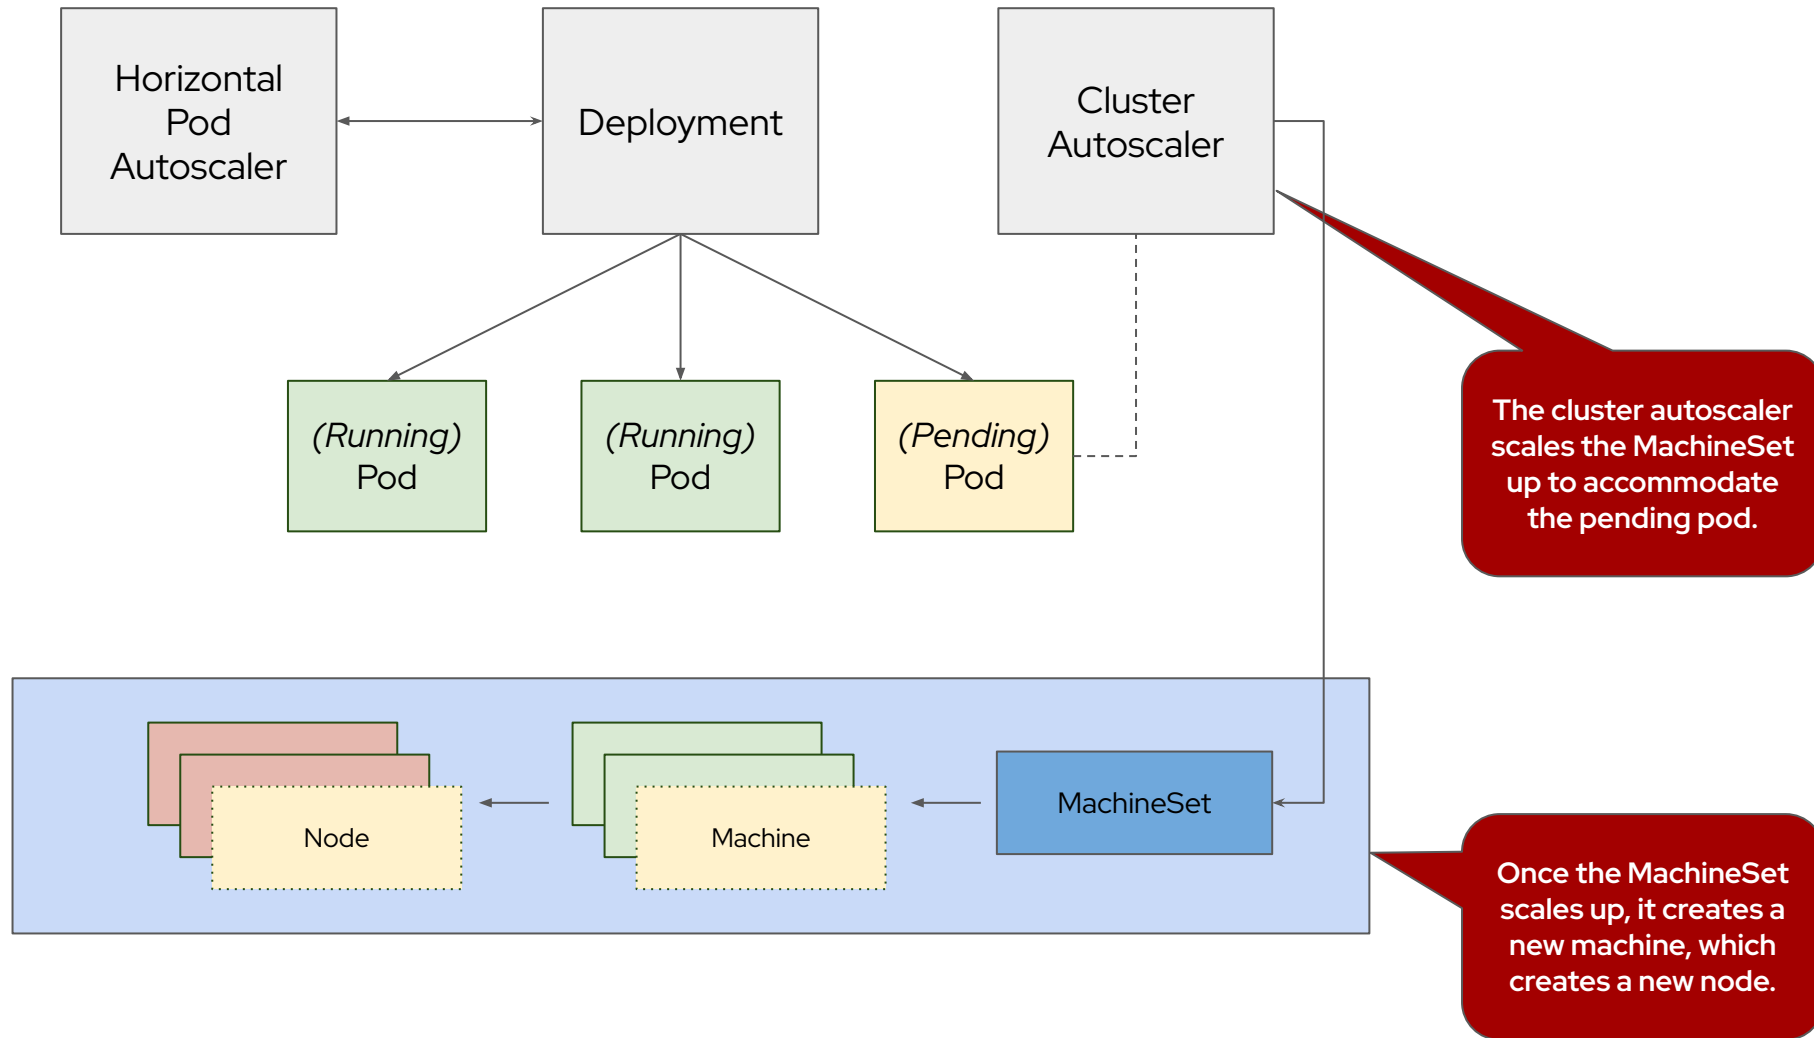 Horizontal
Pod
Autoscaler
Deployment
Cluster
Autoscaler
(Running)
Pod
(Running)
Pod
(Pending)
Pod
The cluster autoscaler
scales the MachineSet
up to accommodate
the pending pod.
Node
Machine
MachineSet
Once the MachineSet
scales up, it creates a
new machine, which
creates a new node.